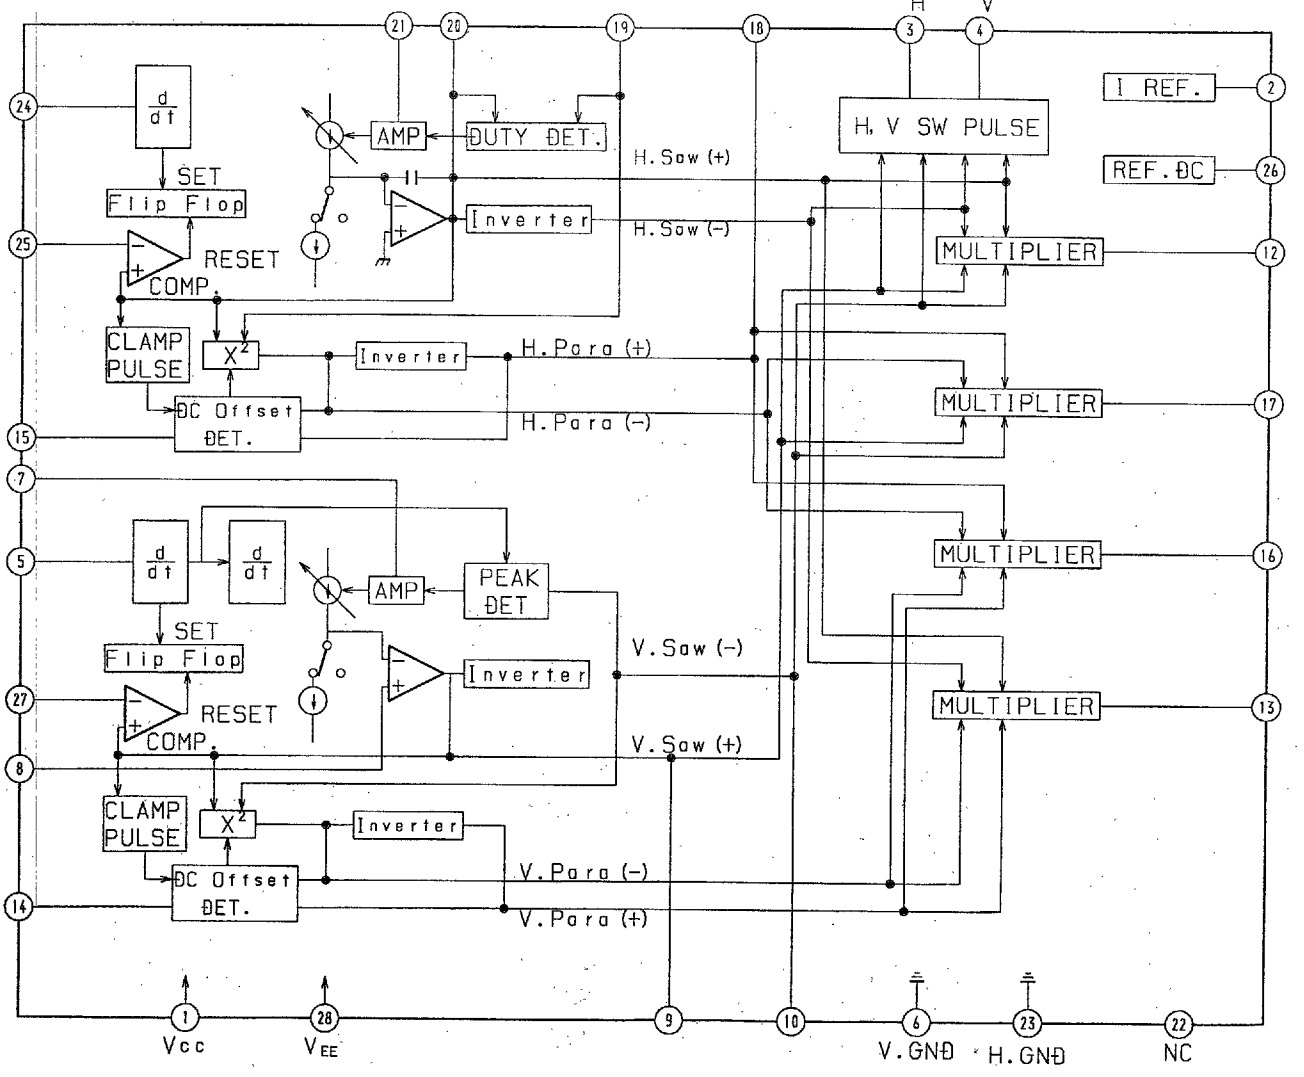 H V
21 20 19 18 3 4
24 d/dt
I REF. 2
AMP DUTY DET. H, V SW PULSE
H.Saw (+)
REF.DC 26
SET
Flip Flop
Inverter H.Saw (-)
25 − +
− +
RESET
COMP.
MULTIPLIER 12
CLAMP
PULSE
X²
Inverter H.Para (+)
DC Offset
DET.
H.Para (-)
MULTIPLIER 17
15
7
5 d/dt d/dt
AMP PEAK
DET
MULTIPLIER 16
SET
Flip Flop
V.Saw (-)
− +
Inverter
27 − +
RESET
COMP.
MULTIPLIER 13
V.Saw (+)
8
CLAMP
PULSE
X²
Inverter
DC Offset
DET.
V.Para (-)
14
V.Para (+)
1 28 9 10 6 23 22
Vcc VEE V.GND H.GND NC